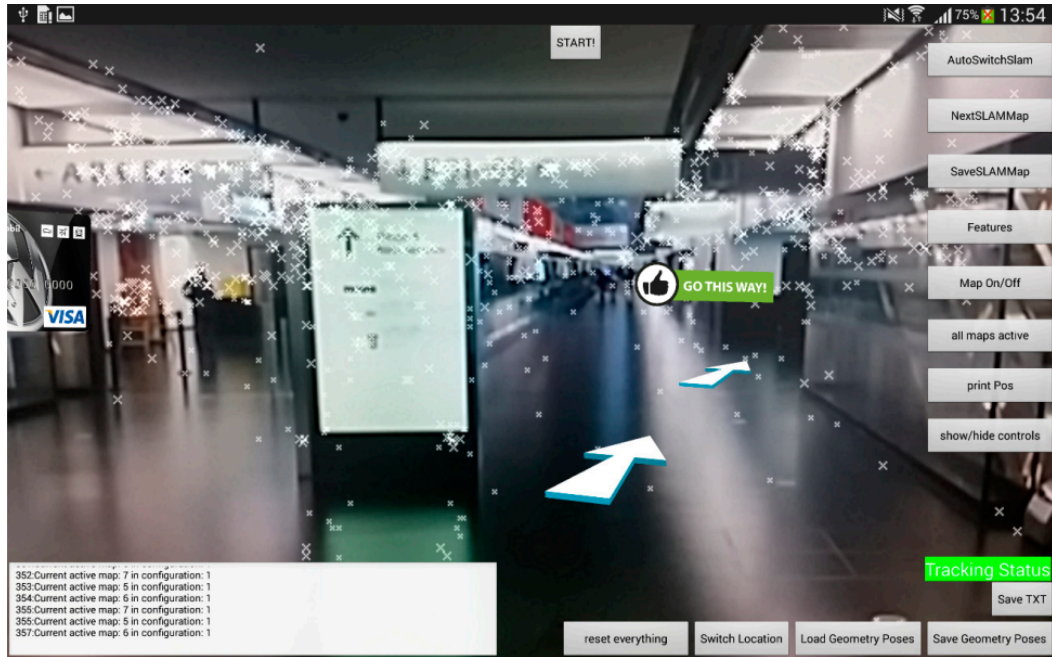 75% 13:54
START!
AutoSwitchSlam
NextSLAMMap
SaveSLAMMap
Features
Map On/Off
all maps active
print Pos
show/hide controls
6000
VISA
GO THIS WAY!
352:Current active map: 7 in configuration: 1
353:Current active map: 5 in configuration: 1
354:Current active map: 6 in configuration: 1
355:Current active map: 7 in configuration: 1
355:Current active map: 5 in configuration: 1
357:Current active map: 6 in configuration: 1
Tracking Status
Save TXT
reset everything
Switch Location
Load Geometry Poses
Save Geometry Poses